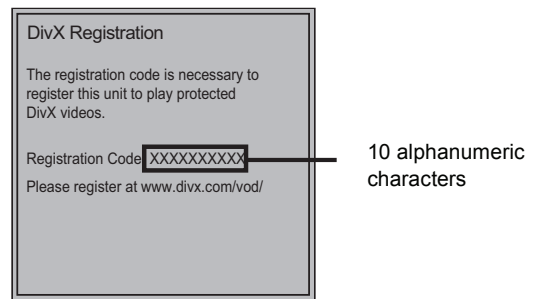 DivX Registration
The registration code is necessary to
register this unit to play protected
DivX videos.
Registration Code XXXXXXXXXX
Please register at www.divx.com/vod/
10 alphanumeric
characters